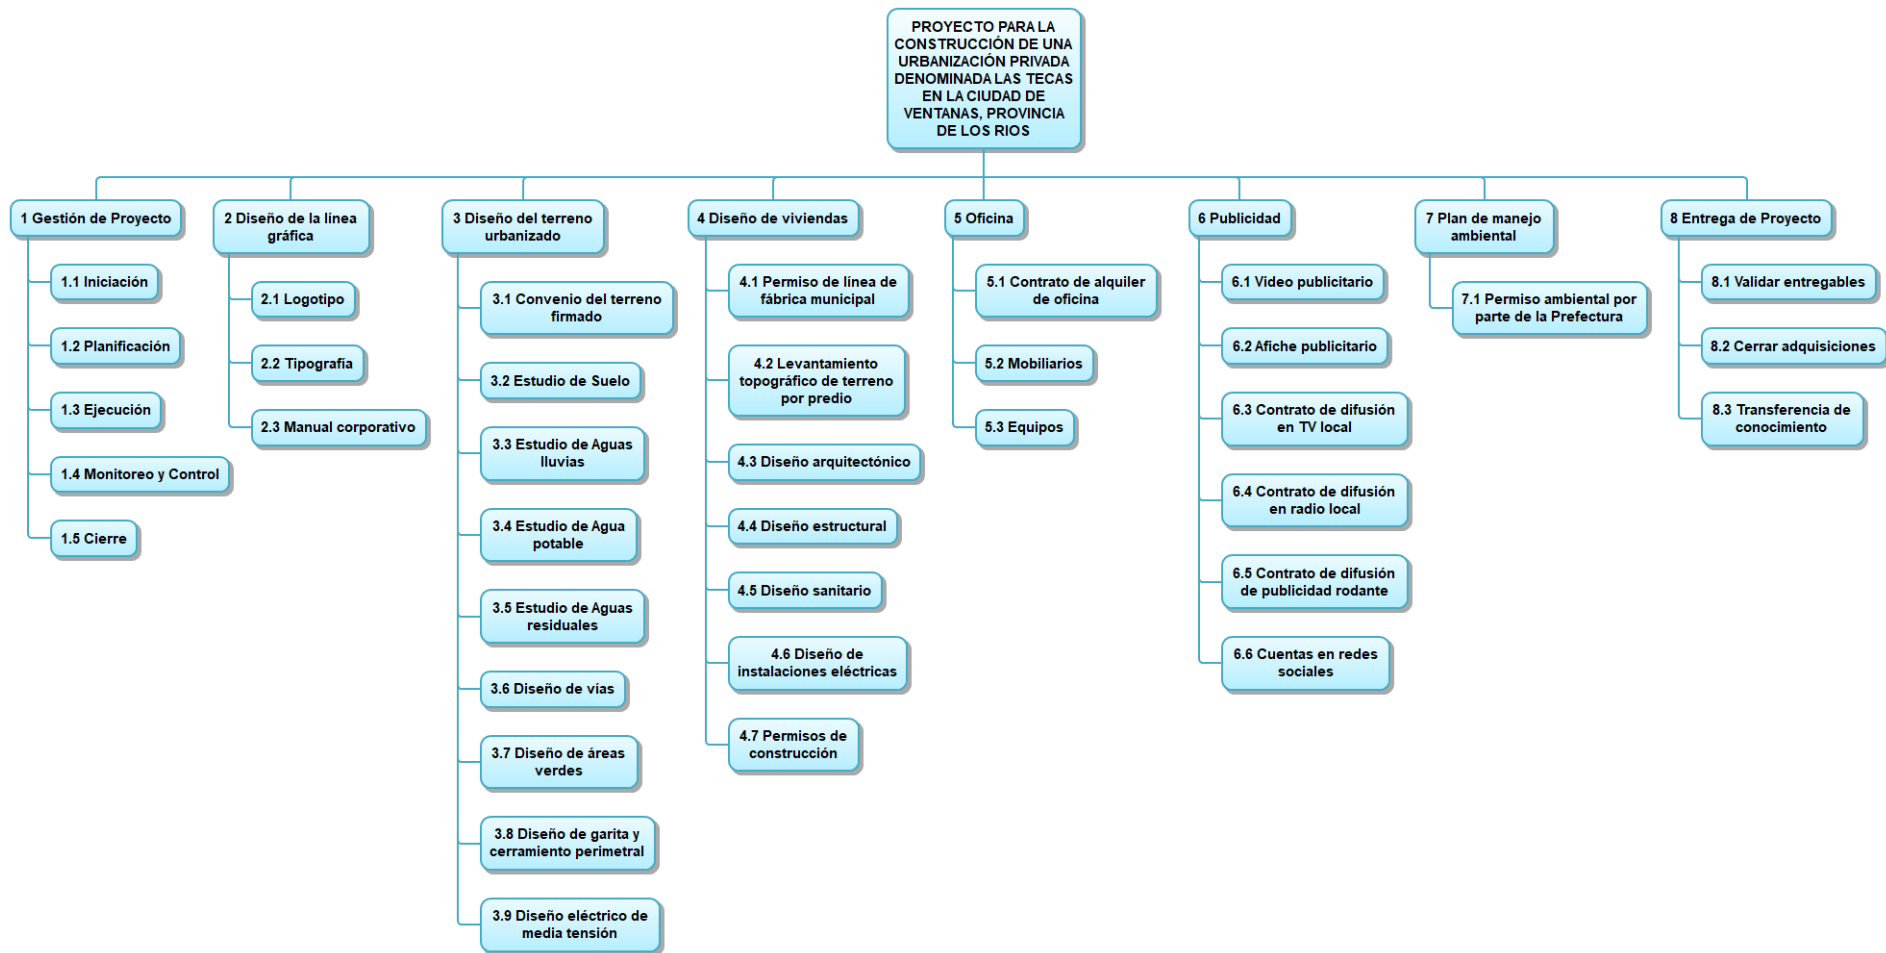 PROYECTO PARA LA
CONSTRUCCIÓN DE UNA
URBANIZACIÓN PRIVADA
DENOMINADA LAS TECAS
EN LA CIUDAD DE
VENTANAS, PROVINCIA
DE LOS RIOS
1 Gestión de Proyecto
1.1 Iniciación
1.2 Planificación
1.3 Ejecución
1.4 Monitoreo y Control
1.5 Cierre
2 Diseño de la línea
gráfica
2.1 Logotipo
2.2 Tipografía
2.3 Manual corporativo
3 Diseño del terreno
urbanizado
3.1 Convenio del terreno
firmado
3.2 Estudio de Suelo
3.3 Estudio de Aguas
lluvias
3.4 Estudio de Agua
potable
3.5 Estudio de Aguas
residuales
3.6 Diseño de vías
3.7 Diseño de áreas
verdes
3.8 Diseño de garita y
cerramiento perimetral
3.9 Diseño eléctrico de
media tensión
4 Diseño de viviendas
4.1 Permiso de línea de
fábrica municipal
4.2 Levantamiento
topográfico de terreno
por predio
4.3 Diseño arquitectónico
4.4 Diseño estructural
4.5 Diseño sanitario
4.6 Diseño de
instalaciones eléctricas
4.7 Permisos de
construcción
5 Oficina
5.1 Contrato de alquiler
de oficina
5.2 Mobiliarios
5.3 Equipos
6 Publicidad
6.1 Video publicitario
6.2 Afiche publicitario
6.3 Contrato de difusión
en TV local
6.4 Contrato de difusión
en radio local
6.5 Contrato de difusión
de publicidad rodante
6.6 Cuentas en redes
sociales
7 Plan de manejo
ambiental
7.1 Permiso ambiental por
parte de la Prefectura
8 Entrega de Proyecto
8.1 Validar entregables
8.2 Cerrar adquisiciones
8.3 Transferencia de
conocimiento